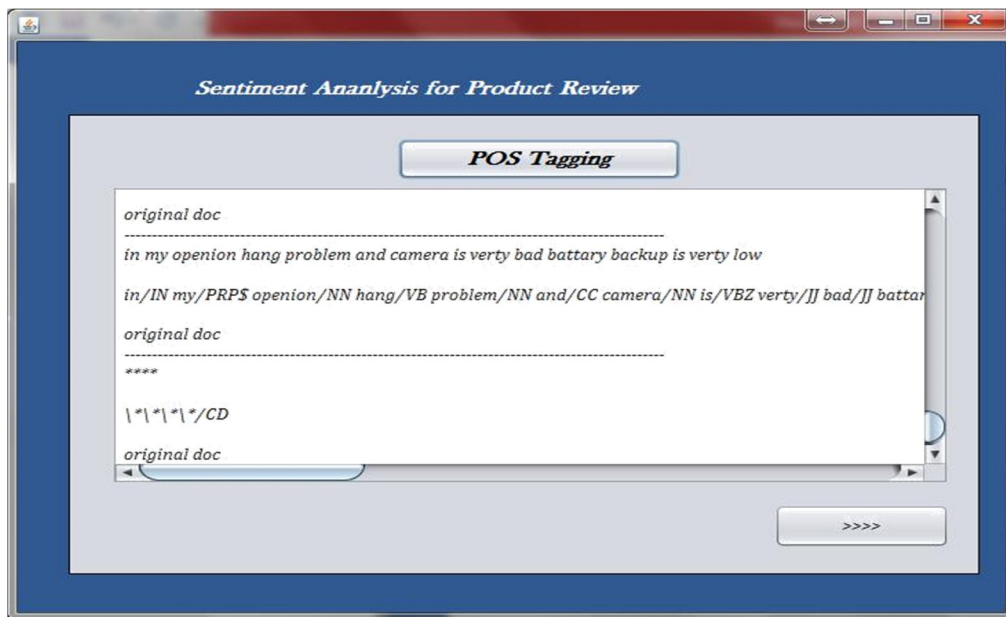 Sentiment Ananlysis for Product Review
POS Tagging
original doc
--------------------------------------------------------------------------------------------------
in my openion hang problem and camera is verty bad battary backup is verty low
in/IN my/PRP$ openion/NN hang/VB problem/NN and/CC camera/NN is/VBZ verty/JJ bad/JJ battar
original doc
--------------------------------------------------------------------------------------------------
****
\*\*\*\*/CD
original doc
>>>>